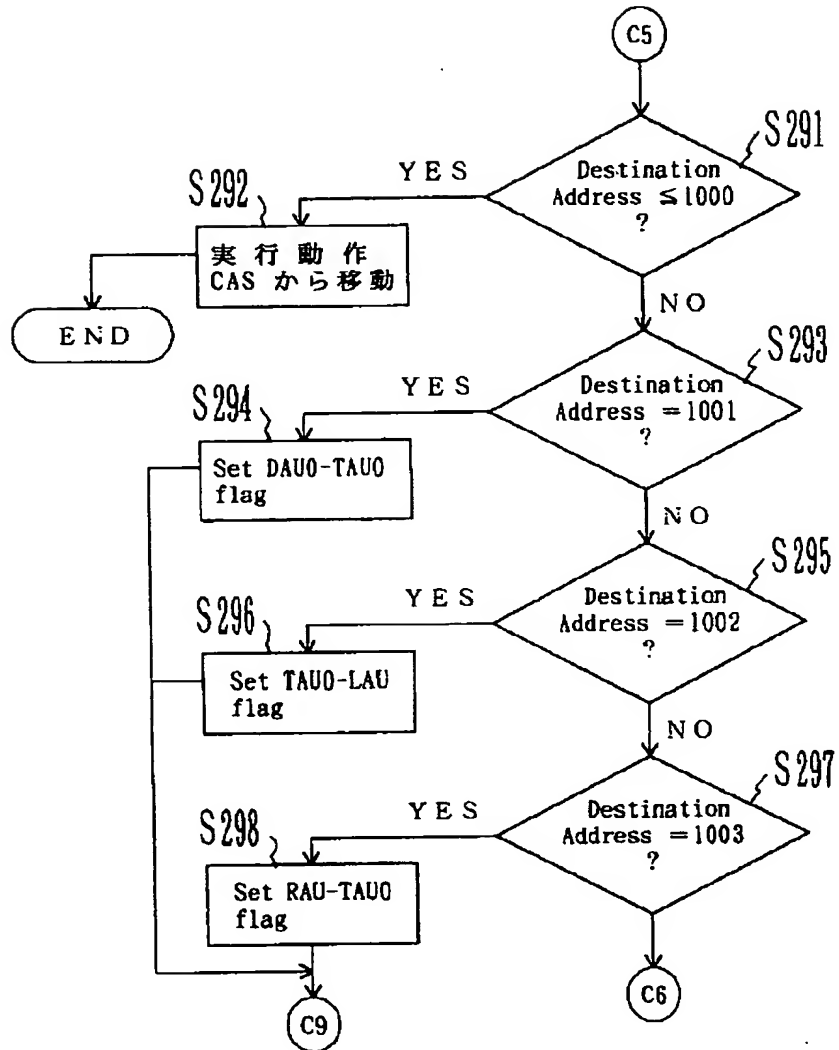 C5
S291
Destination
Address ≦1000
?
YES
S292
実行動作
CAS から移動
END
NO
S293
Destination
Address =1001
?
YES
S294
Set DAU0-TAU0
flag
NO
S295
Destination
Address =1002
?
YES
S296
Set TAU0-LAU
flag
NO
S297
Destination
Address =1003
?
YES
S298
Set RAU-TAU0
flag
C9
C6